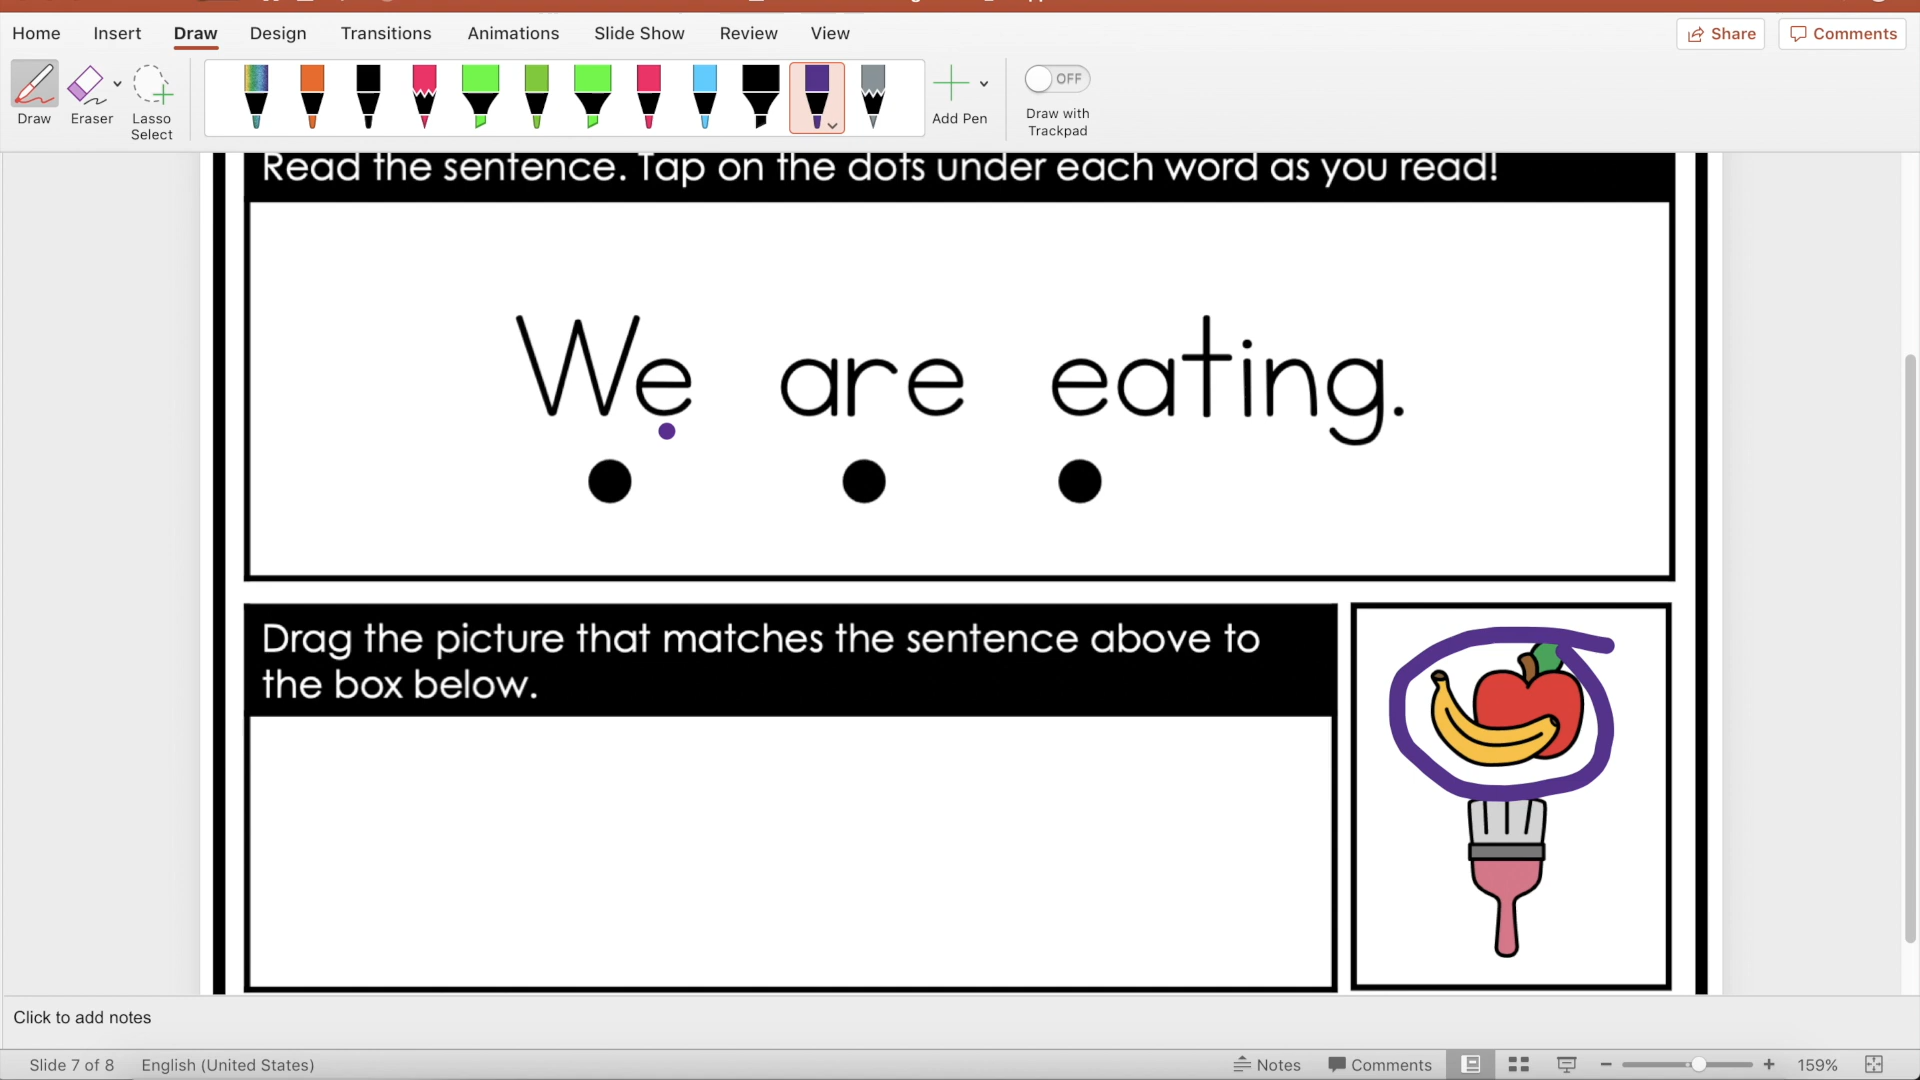 Home Insert Draw Design Transitions Animations Slide Show Review View Share Comments
OFF
Draw Eraser Lasso Select Add Pen Draw with Trackpad
Read the sentence. Tap on the dots under each word as you read!
We are eating.
Drag the picture that matches the sentence above to
the box below.
Click to add notes
Slide 7 of 8 English (United States) Notes Comments 159%